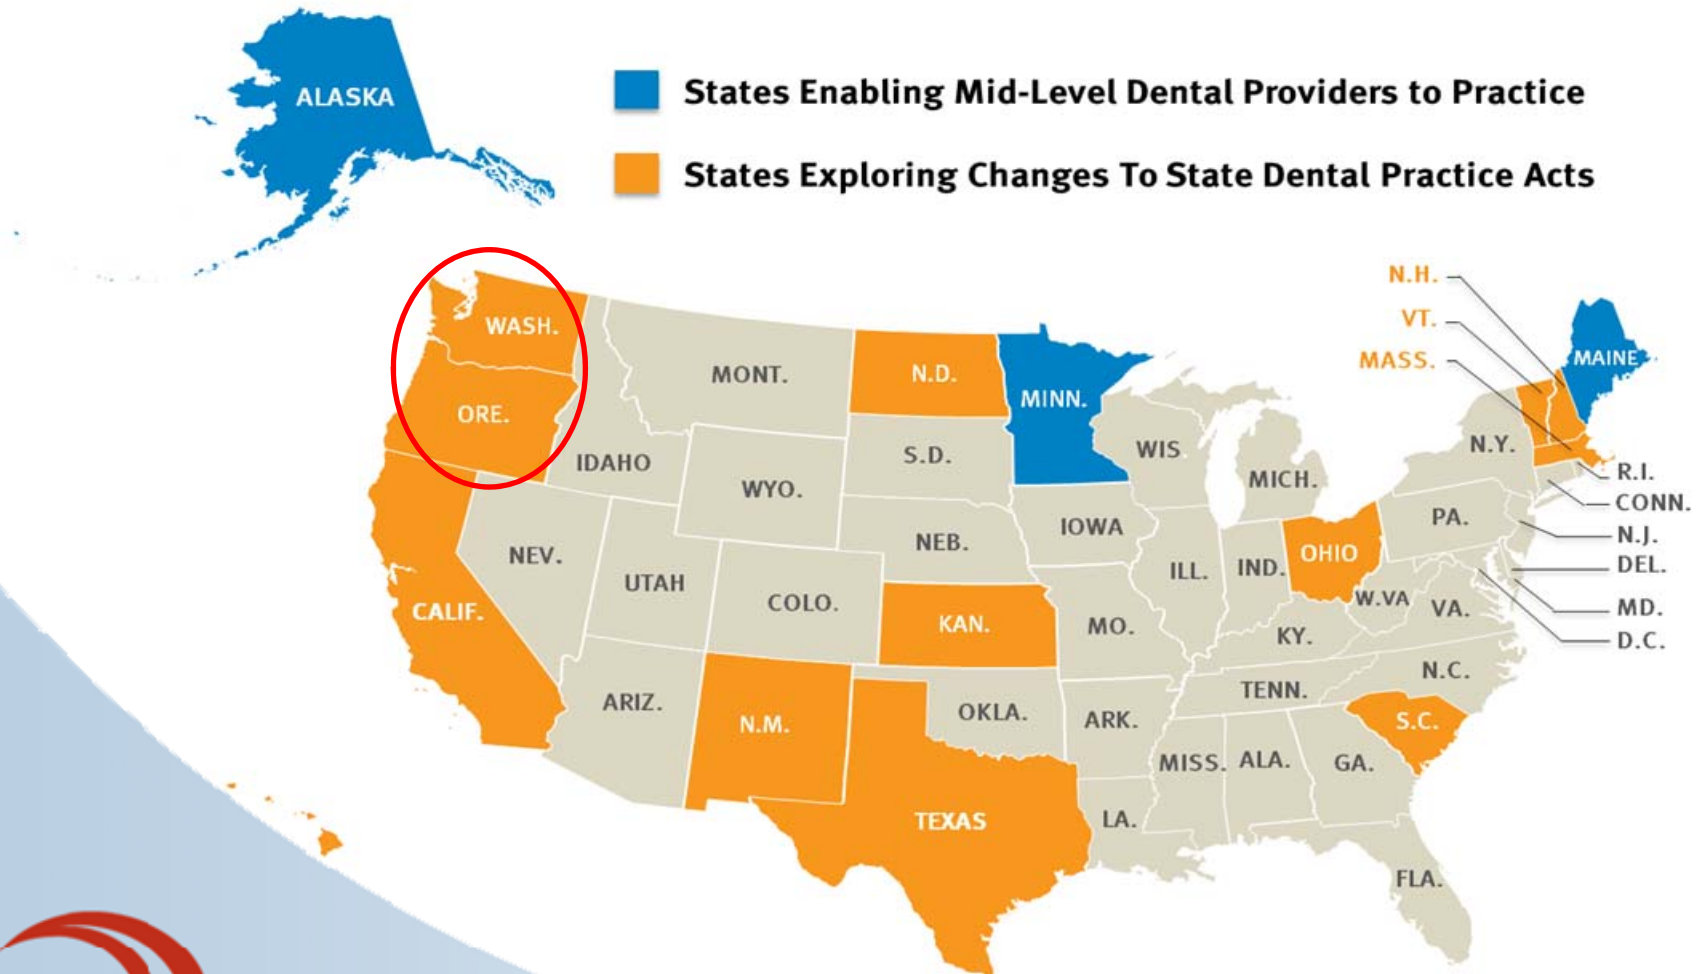 ALASKA
States Enabling Mid-Level Dental Providers to Practice
States Exploring Changes To State Dental Practice Acts
N.H.
VT.
MASS.
WASH.
MONT.
N.D.
MINN.
MAINE
ORE.
IDAHO
S.D.
WIS.
MICH.
N.Y.
R.I.
CONN.
WYO.
IOWA
PA.
N.J.
NEV.
NEB.
OHIO
DEL.
UTAH
COLO.
ILL.
IND.
W.VA
VA.
MD.
CALIF.
KAN.
MO.
KY.
D.C.
ARIZ.
N.M.
OKLA.
ARK.
TENN.
N.C.
S.C.
MISS.
ALA.
GA.
TEXAS
LA.
FLA.